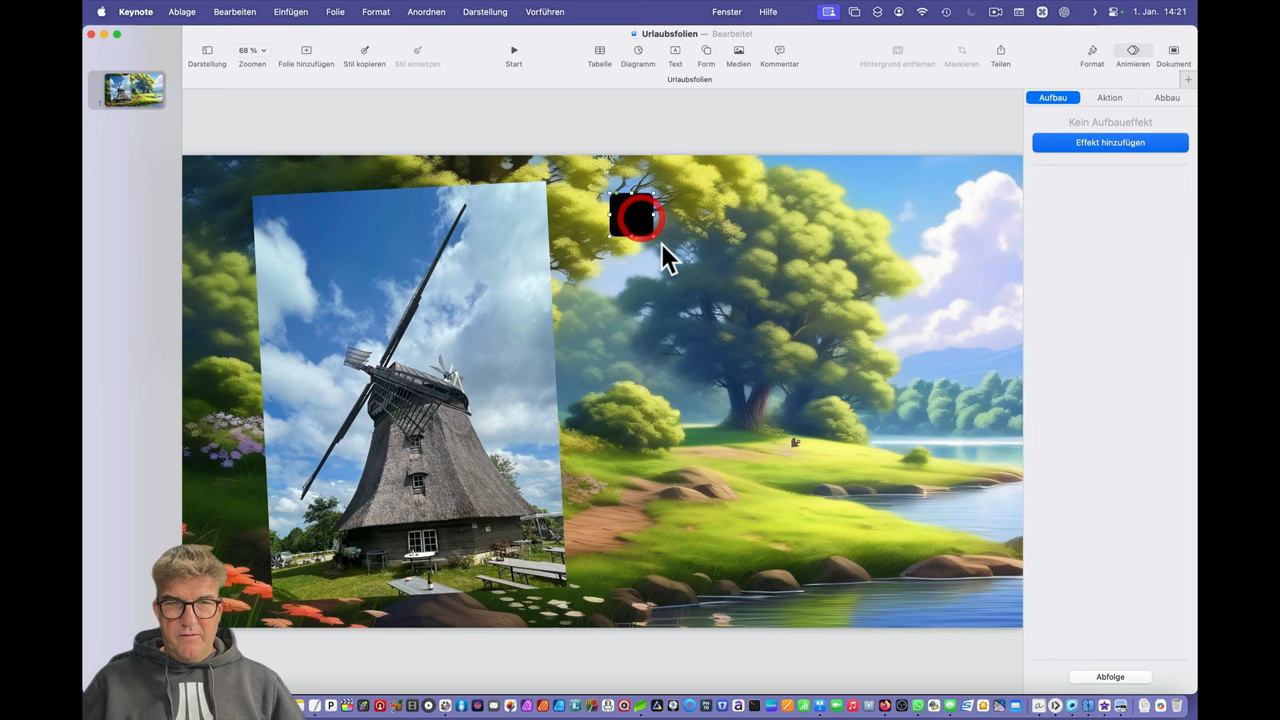 Keynote Ablage Bearbeiten Einfügen Folie Format Anordnen Darstellung Vorführen Fenster Hilfe 1. Jan. 14:21
Urlaubsfolien — Bearbeitet
68 %
Darstellung Zoomen Folie hinzufügen Stil kopieren Stil einsetzen Start Tabelle Diagramm Text Form Medien Kommentar Hintergrund entfernen Maskieren Teilen Format Animieren Dokument
Urlaubsfolien
Aufbau Aktion Abbau
Kein Aufbaueffekt
Effekt hinzufügen
1
Abfolge